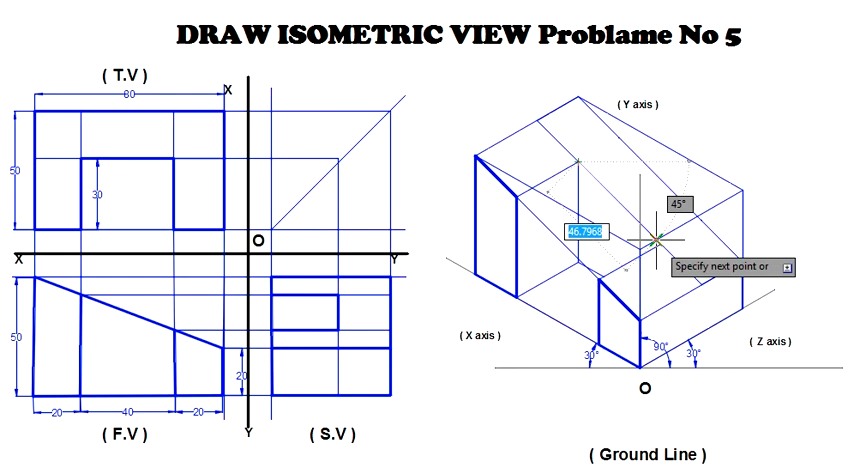 DRAW ISOMETRIC VIEW Problame No 5
( T.V )
X
80
50
30
O
X
Y
50
20
20
40
20
( F.V )
Y
( S.V )
( Y axis )
45°
46.7968
Specify next point or
( X axis )
( Z axis )
30°
90°
30°
O
( Ground Line )